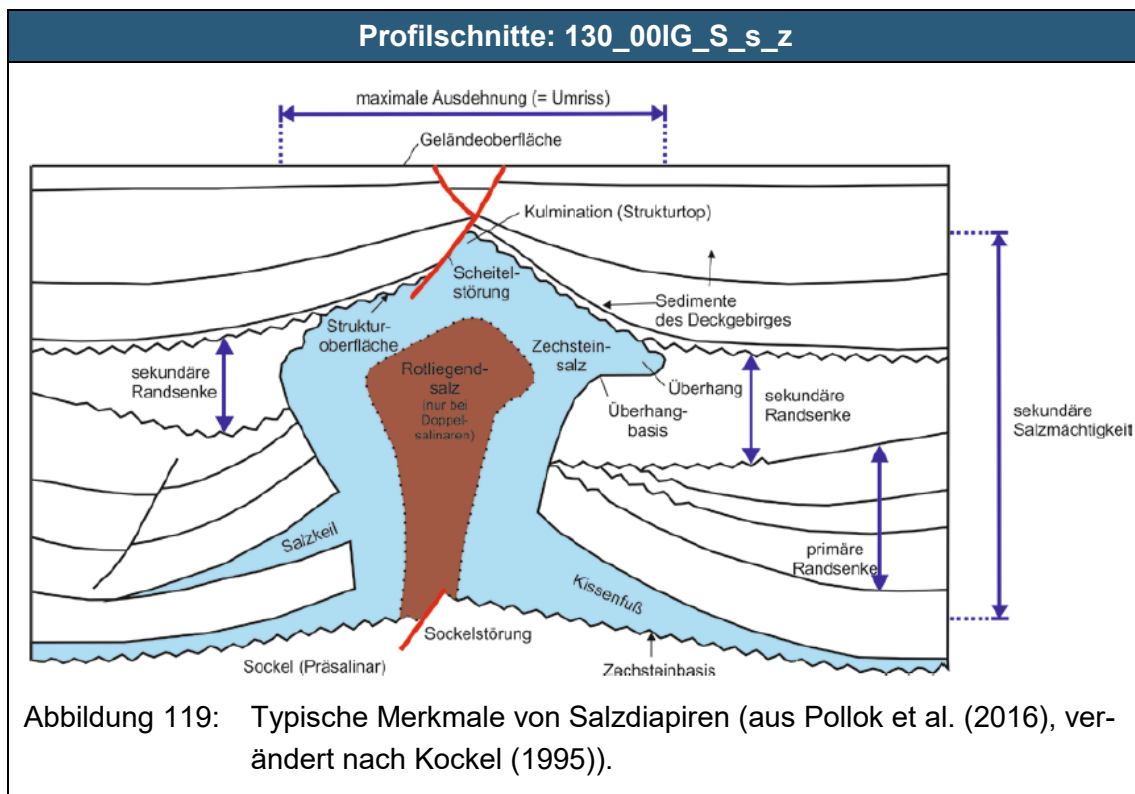 Profilschnitte: 130_00IG_S_s_z
maximale Ausdehnung (= Umriss)
Geländeoberfläche
Kulmination (Strukturtop)
Scheitel-
störung
Sedimente
des Deckgebirges
Struktur-
oberfläche
Zechstein-
salz
Rotliegend-
salz
(nur bei
Doppel-
salinaren)
Überhang
Überhang-
basis
sekundäre
Randsenke
sekundäre
Randsenke
sekundäre
Salzmächtigkeit
primäre
Randsenke
Salzkeil
Kissenfuß
Sockelstörung
Sockel (Präsalinar)
Zechsteinbasis
Abbildung 119: Typische Merkmale von Salzdiapiren (aus Pollok et al. (2016), ver-
ändert nach Kockel (1995)).